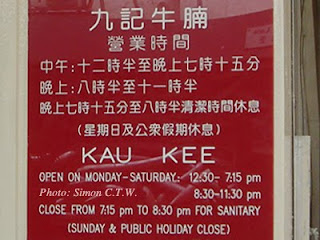 九記牛腩
營業時間
中午:十二時半至晚上七時十五分
晚上:八時半至十一時半
晚上七時十五分至八時半清潔時間休息
(星期日及公衆假期休息)
KAU KEE
OPEN ON MONDAY-SATURDAY: 12:30- 7:15 pm
Photo: Simon C.T.W. 8:30-11:30 pm
CLOSE FROM 7:15 pm TO 8:30 pm FOR SANITARY
(SUNDAY & PUBLIC HOLIDAY CLOSE)